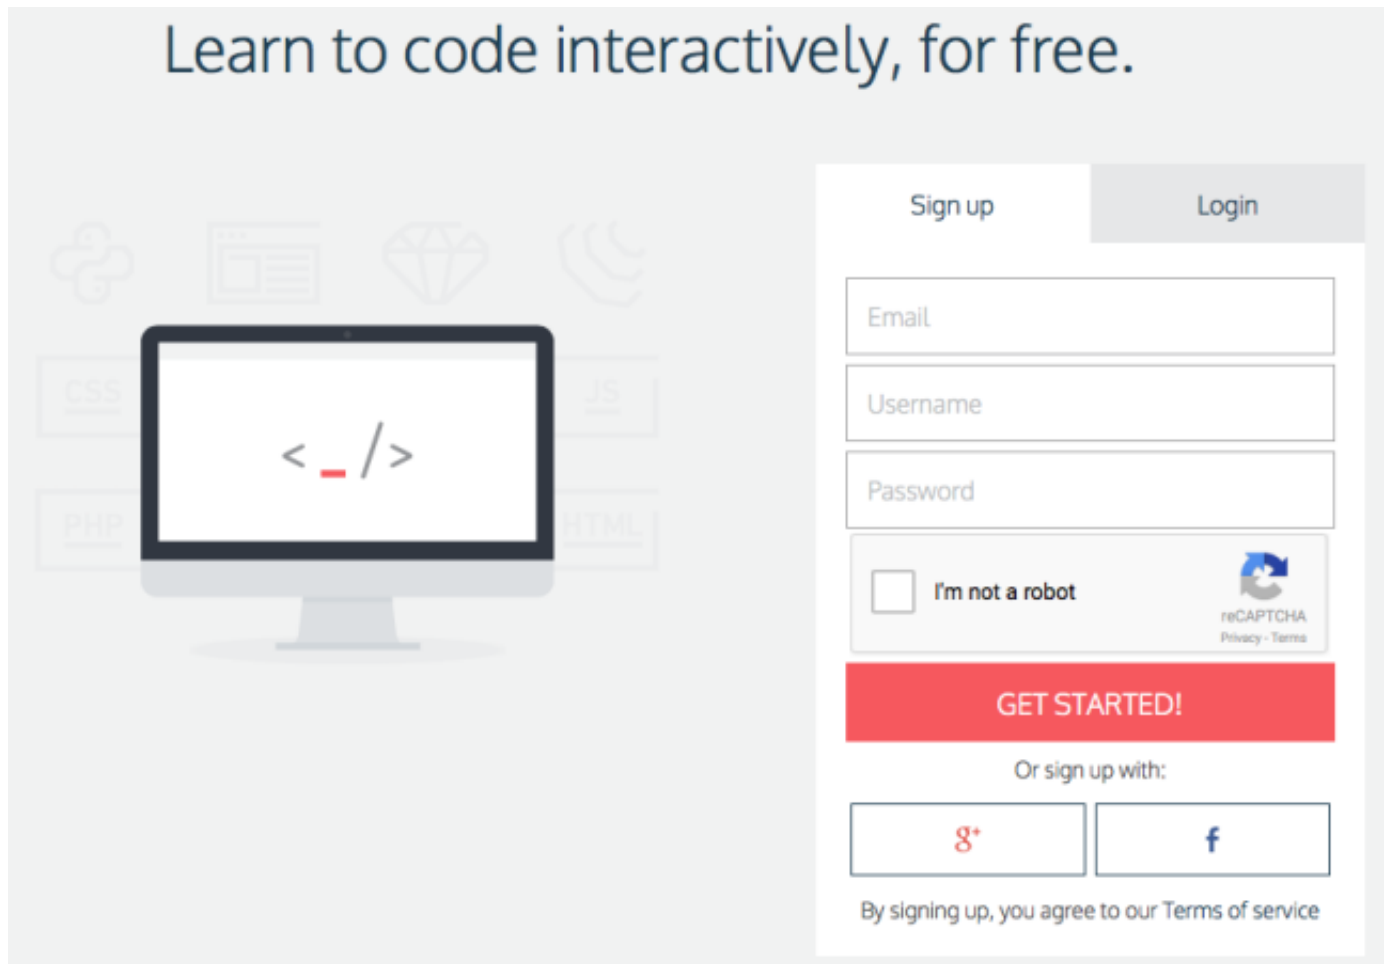 Learn to code interactively, for free.
Sign up
Login
CSS
JS
PHP
HTML
< _ />
Email
Username
Password
I'm not a robot
reCAPTCHA
Privacy - Terms
GET STARTED!
Or sign up with:
g+
f
By signing up, you agree to our Terms of service